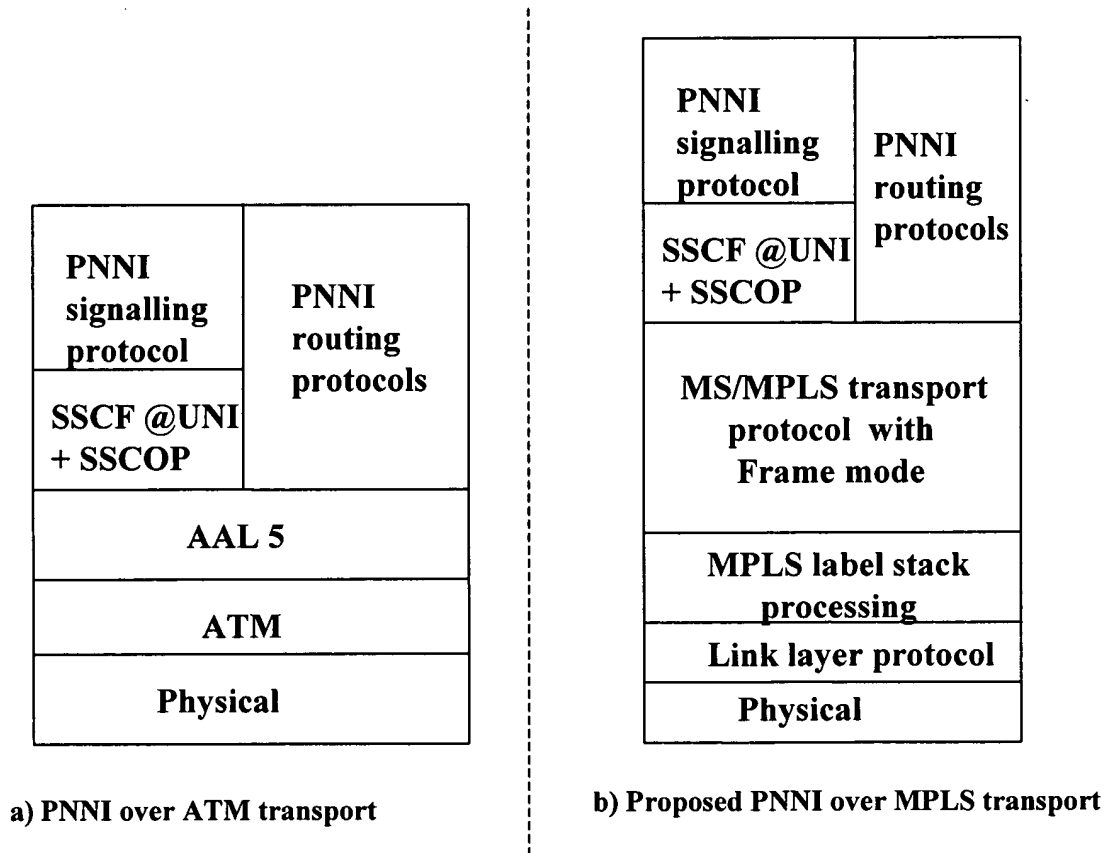 PNNI
signalling
protocol
PNNI
routing
protocols
SSCF @UNI
+ SSCOP
AAL 5
ATM
Physical
a) PNNI over ATM transport
PNNI
signalling
protocol
PNNI
routing
protocols
SSCF @UNI
+ SSCOP
MS/MPLS transport
protocol with
Frame mode
MPLS label stack
processing
Link layer protocol
Physical
b) Proposed PNNI over MPLS transport